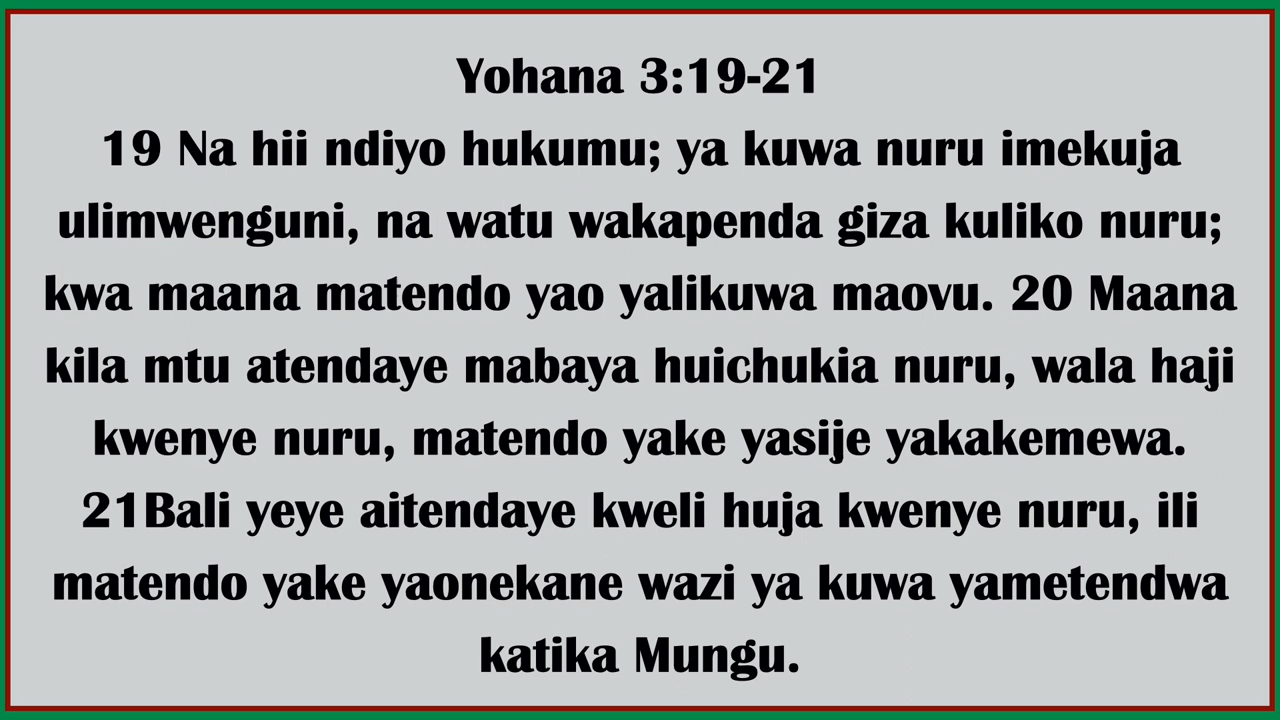 Yohana 3:19-21
19 Na hii ndiyo hukumu; ya kuwa nuru imekuja
ulimwenguni, na watu wakapenda giza kuliko nuru;
kwa maana matendo yao yalikuwa maovu. 20 Maana
kila mtu atendaye mabaya huichukia nuru, wala haji
kwenye nuru, matendo yake yasije yakakemewa.
21Bali yeye aitendaye kweli huja kwenye nuru, ili
matendo yake yaonekane wazi ya kuwa yametendwa
katika Mungu.